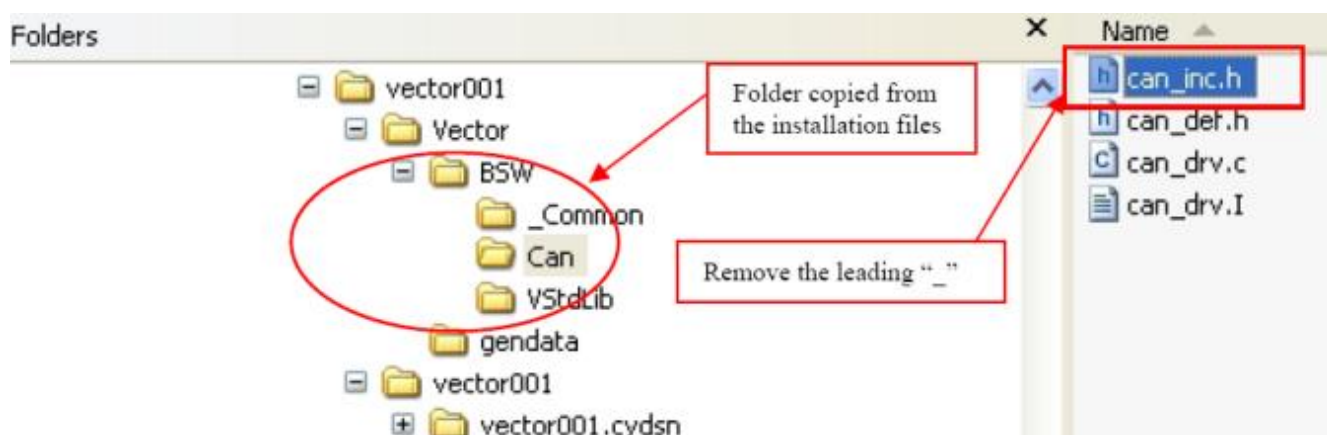 Folders
vector001
Vector
BSW
_Common
Can
VStdLib
gendata
vector001
vector001.cydsn
Folder copied from
the installation files
Remove the leading “_”
Name
can_inc.h
can_def.h
can_drv.c
can_drv.I